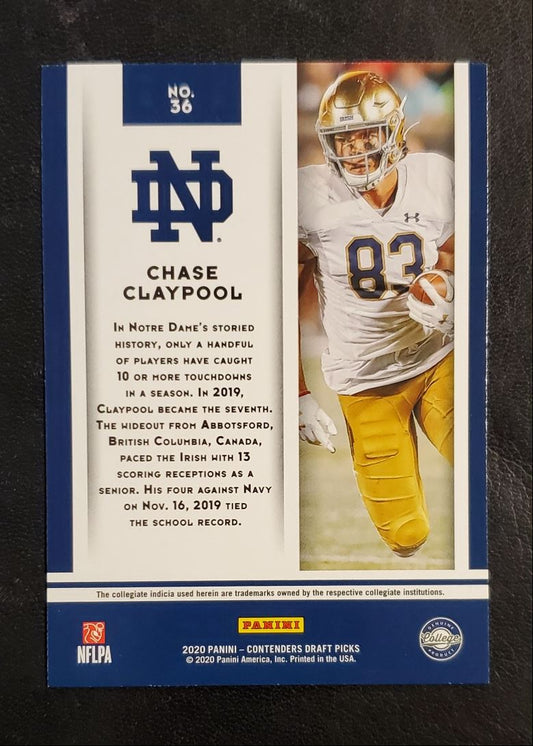 NO.
36
ND
CHASE
CLAYPOOL
IN NOTRE DAME'S STORIED
HISTORY, ONLY A HANDFUL
OF PLAYERS HAVE CAUGHT
10 OR MORE TOUCHDOWNS
IN A SEASON. IN 2019,
CLAYPOOL BECAME THE SEVENTH.
THE WIDEOUT FROM ABBOTSFORD,
BRITISH COLUMBIA, CANADA,
PACED THE IRISH WITH 13
SCORING RECEPTIONS AS A
SENIOR. HIS FOUR AGAINST NAVY
ON NOV. 16, 2019 TIED
THE SCHOOL RECORD.
83
The collegiate indicia used herein are trademarks owned by the respective collegiate institutions.
NFLPA
PANINI
2020 PANINI – CONTENDERS DRAFT PICKS
© 2020 Panini America, Inc. Printed in the USA.
GENUINE
College
PRODUCT